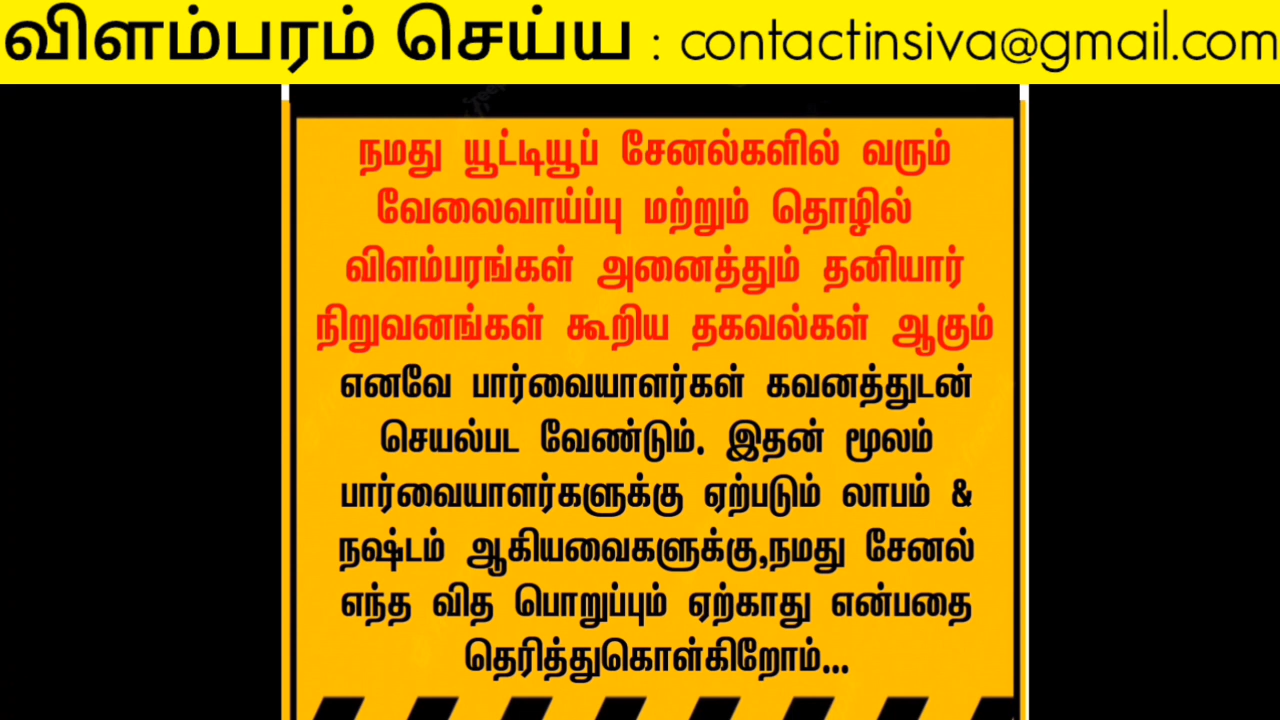 விளம்பரம் செய்ய : contactinsiva@gmail.com
நமது யூட்டியூப் சேனல்களில் வரும்
வேலைவாய்ப்பு மற்றும் தொழில்
விளம்பரங்கள் அனைத்தும் தனியார்
நிறுவனங்கள் கூறிய தகவல்கள் ஆகும்
எனவே பார்வையாளர்கள் கவனத்துடன்
செயல்பட வேண்டும். இதன் மூலம்
பார்வையாளர்களுக்கு ஏற்படும் லாபம் &
நஷ்டம் ஆகியவைகளுக்கு,நமது சேனல்
எந்த வித பொறுப்பும் ஏற்காது என்பதை
தெரித்துகொள்கிறோம்...